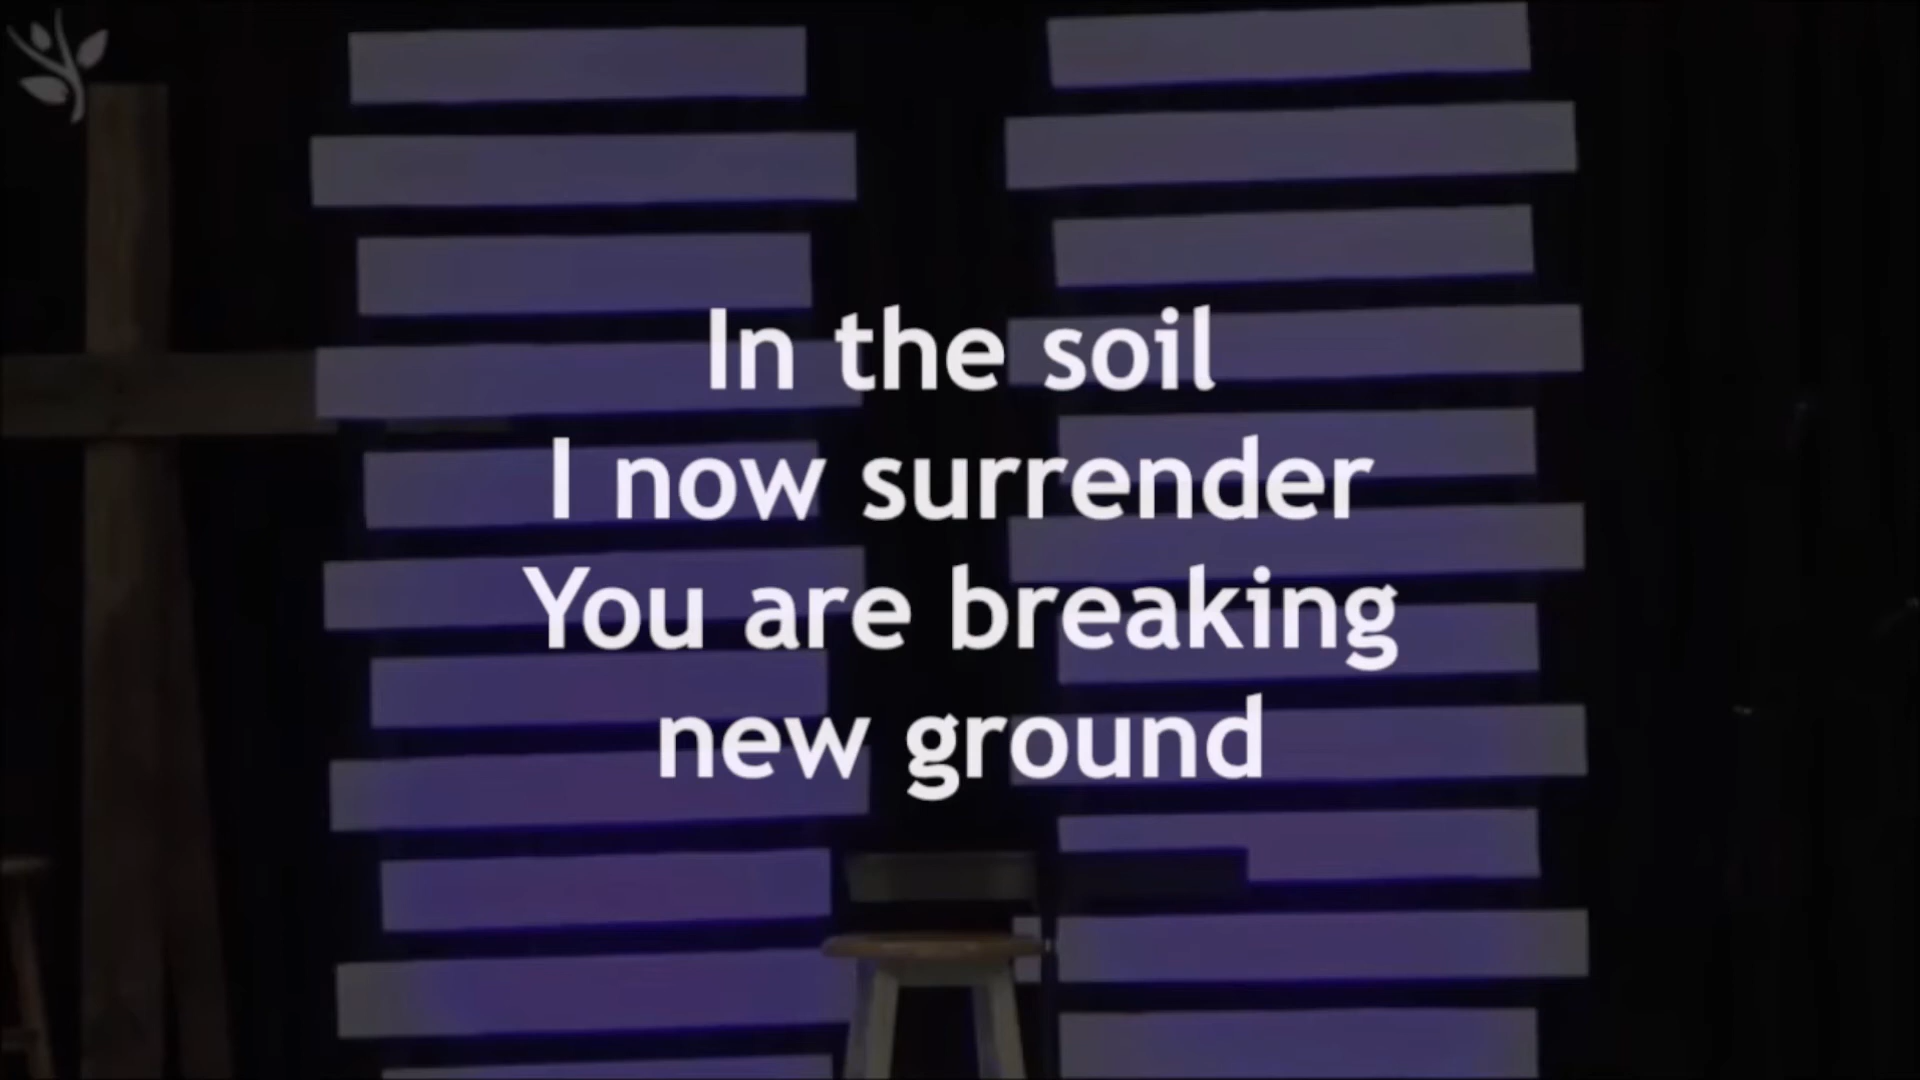 In the soil
I now surrender
You are breaking
new ground